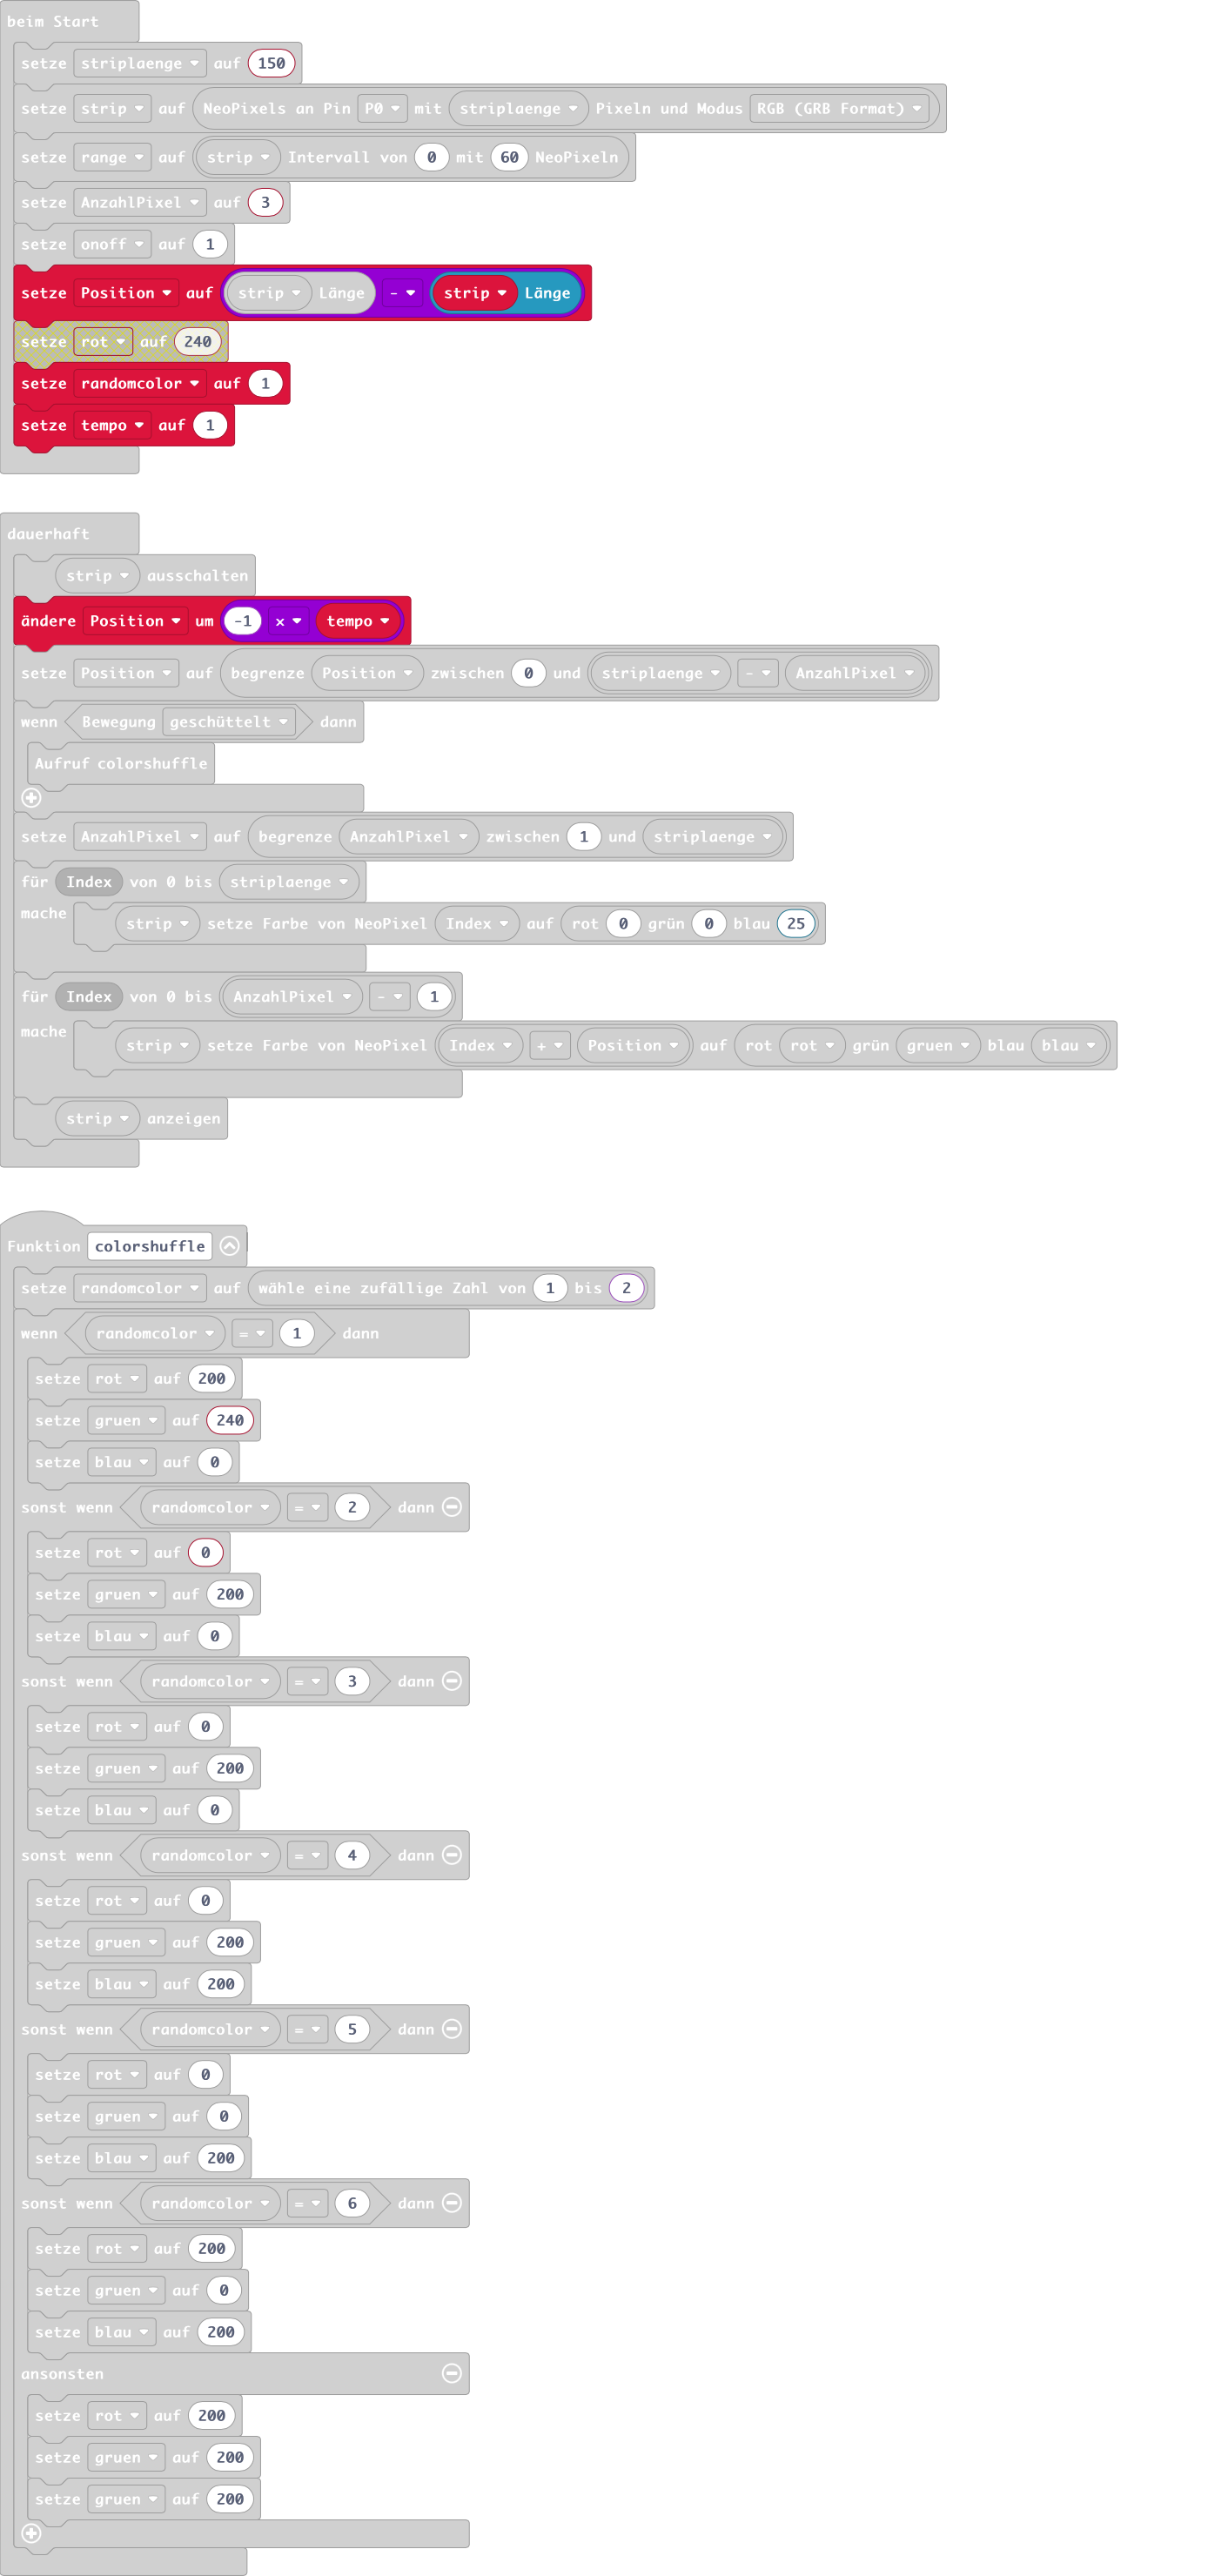 beim Start
setze striplaenge auf 150
setze strip auf NeoPixels an Pin P0 mit striplaenge Pixeln und Modus RGB (GRB Format)
setze range auf strip Intervall von 0 mit 60 NeoPixeln
setze AnzahlPixel auf 3
setze onoff auf 1
setze Position auf strip Länge - strip Länge
setze rot auf 240
setze randomcolor auf 1
setze tempo auf 1
dauerhaft
strip ausschalten
ändere Position um -1 x tempo
setze Position auf begrenze Position zwischen 0 und striplaenge - AnzahlPixel
wenn Bewegung geschüttelt dann
Aufruf colorshuffle
setze AnzahlPixel auf begrenze AnzahlPixel zwischen 1 und striplaenge
für Index von 0 bis striplaenge
mache strip setze Farbe von NeoPixel Index auf rot 0 grün 0 blau 25
für Index von 0 bis AnzahlPixel - 1
mache strip setze Farbe von NeoPixel Index + Position auf rot rot grün gruen blau blau
strip anzeigen
Funktion colorshuffle
setze randomcolor auf wähle eine zufällige Zahl von 1 bis 2
wenn randomcolor = 1 dann
setze rot auf 200
setze gruen auf 240
setze blau auf 0
sonst wenn randomcolor = 2 dann
setze rot auf 0
setze gruen auf 200
setze blau auf 0
sonst wenn randomcolor = 3 dann
setze rot auf 0
setze gruen auf 200
setze blau auf 0
sonst wenn randomcolor = 4 dann
setze rot auf 0
setze gruen auf 200
setze blau auf 200
sonst wenn randomcolor = 5 dann
setze rot auf 0
setze gruen auf 0
setze blau auf 200
sonst wenn randomcolor = 6 dann
setze rot auf 200
setze gruen auf 0
setze blau auf 200
ansonsten
setze rot auf 200
setze gruen auf 200
setze gruen auf 200